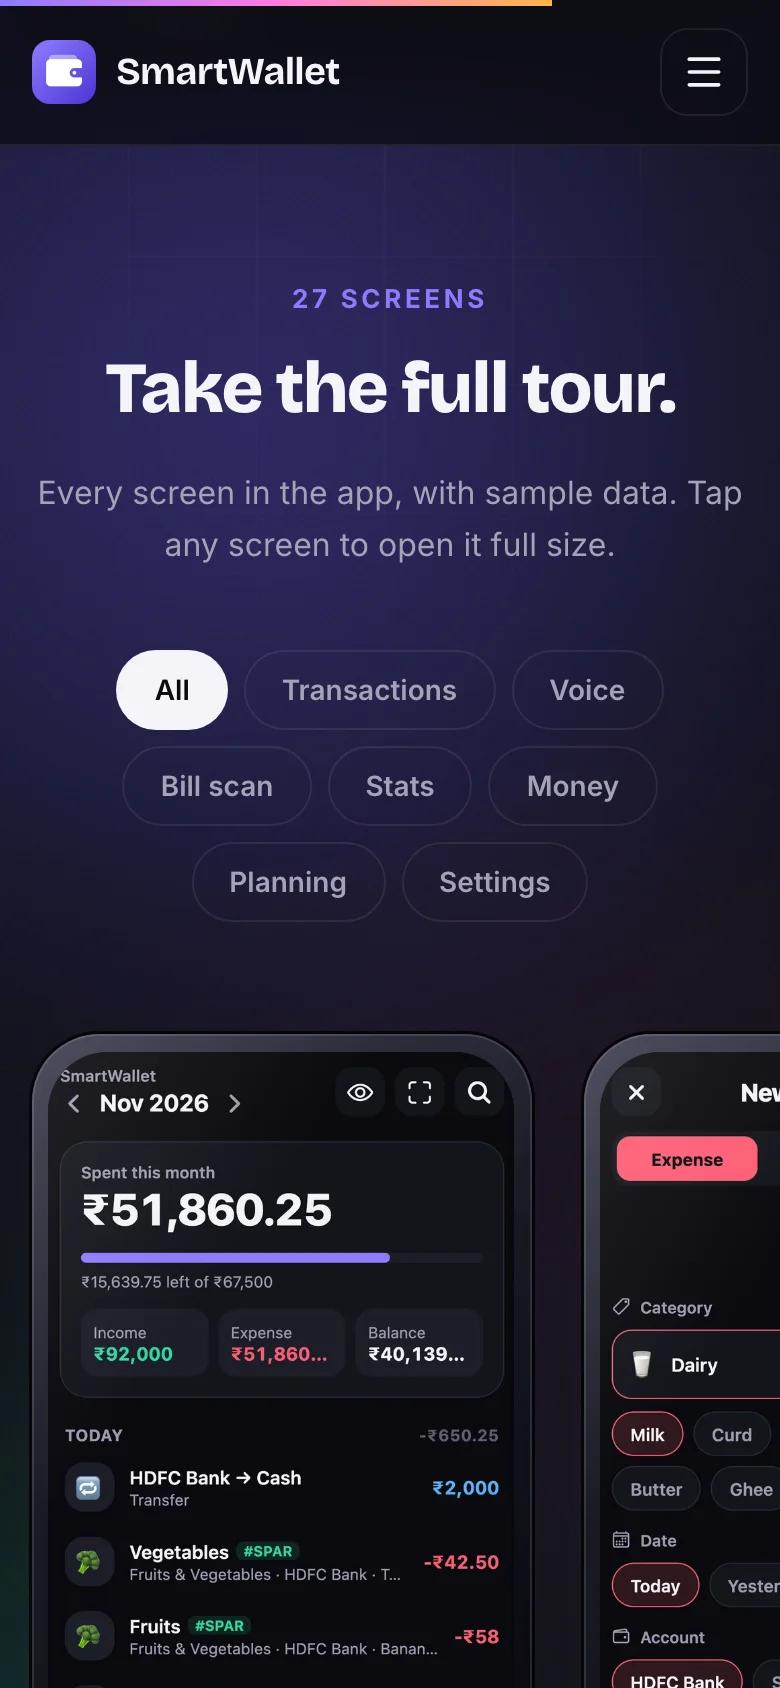 SmartWallet
27 SCREENS
Take the full tour.
Every screen in the app, with sample data. Tap
any screen to open it full size.
All
Transactions
Voice
Bill scan
Stats
Money
Planning
Settings
SmartWallet
Nov 2026
Spent this month
₹51,860.25
₹15,639.75 left of ₹67,500
Income
₹92,000
Expense
₹51,860...
Balance
₹40,139...
TODAY
-₹650.25
HDFC Bank → Cash
Transfer
₹2,000
Vegetables #SPAR
Fruits & Vegetables · HDFC Bank · T...
-₹42.50
Fruits #SPAR
Fruits & Vegetables · HDFC Bank · Banan...
-₹58
New
Expense
Category
Dairy
Milk
Curd
Butter
Ghee
Date
Today
Yester
Account
HDFC Bank